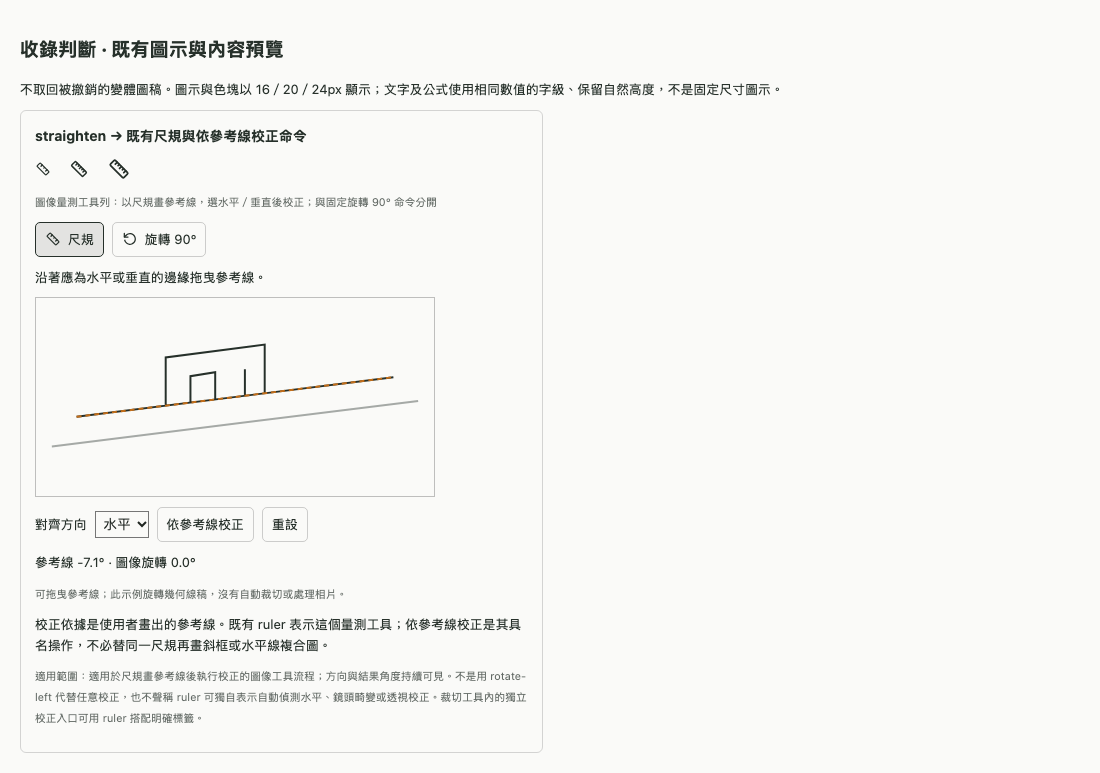 收錄判斷 · 既有圖示與內容預覽
不取回被撤銷的變體圖稿。圖示與色塊以 16 / 20 / 24px 顯示；文字及公式使用相同數值的字級、保留自然高度，不是固定尺寸圖示。
straighten → 既有尺規與依參考線校正命令
圖像量測工具列：以尺規畫參考線，選水平 / 垂直後校正；與固定旋轉 90° 命令分開
尺規 旋轉 90°
沿著應為水平或垂直的邊緣拖曳參考線。
對齊方向 水平 依參考線校正 重設
參考線 -7.1° · 圖像旋轉 0.0°
可拖曳參考線；此示例旋轉幾何線稿，沒有自動裁切或處理相片。
校正依據是使用者畫出的參考線。既有 ruler 表示這個量測工具；依參考線校正是其具
名操作，不必替同一尺規再畫斜框或水平線複合圖。
適用範圍：適用於尺規畫參考線後執行校正的圖像工具流程；方向與結果角度持續可見。不是用 rotate-
left 代替任意校正，也不聲稱 ruler 可獨自表示自動偵測水平、鏡頭畸變或透視校正。裁切工具內的獨立
校正入口可用 ruler 搭配明確標籤。